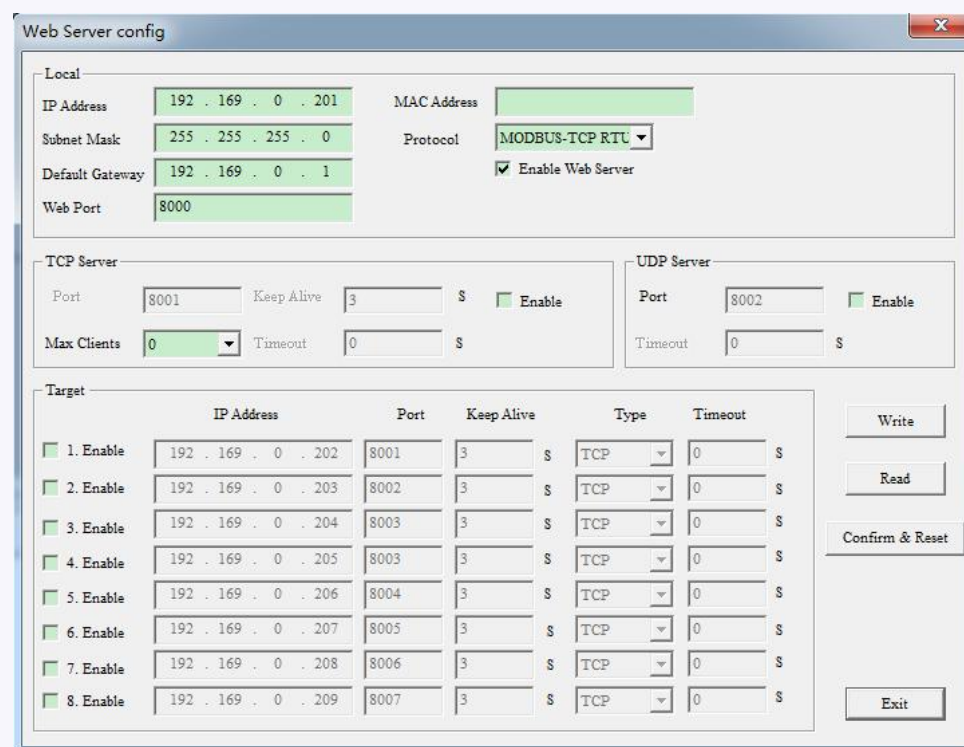 Web Server config
Local
IP Address 192 . 169 . 0 . 201 MAC Address
Subnet Mask 255 . 255 . 255 . 0 Protocol MODBUS-TCP RTU
Default Gateway 192 . 169 . 0 . 1 Enable Web Server
Web Port 8000
TCP Server UDP Server
Port 8001 Keep Alive 3 S Enable Port 8002 Enable
Max Clients 0 Timeout 0 S Timeout 0 S
Target
IP Address Port Keep Alive Type Timeout
1. Enable 192 . 169 . 0 . 202 8001 3 S TCP 0 S
2. Enable 192 . 169 . 0 . 203 8002 3 S TCP 0 S
3. Enable 192 . 169 . 0 . 204 8003 3 S TCP 0 S
4. Enable 192 . 169 . 0 . 205 8003 3 S TCP 0 S
5. Enable 192 . 169 . 0 . 206 8004 3 S TCP 0 S
6. Enable 192 . 169 . 0 . 207 8005 3 S TCP 0 S
7. Enable 192 . 169 . 0 . 208 8006 3 S TCP 0 S
8. Enable 192 . 169 . 0 . 209 8007 3 S TCP 0 S
Write
Read
Confirm & Reset
Exit